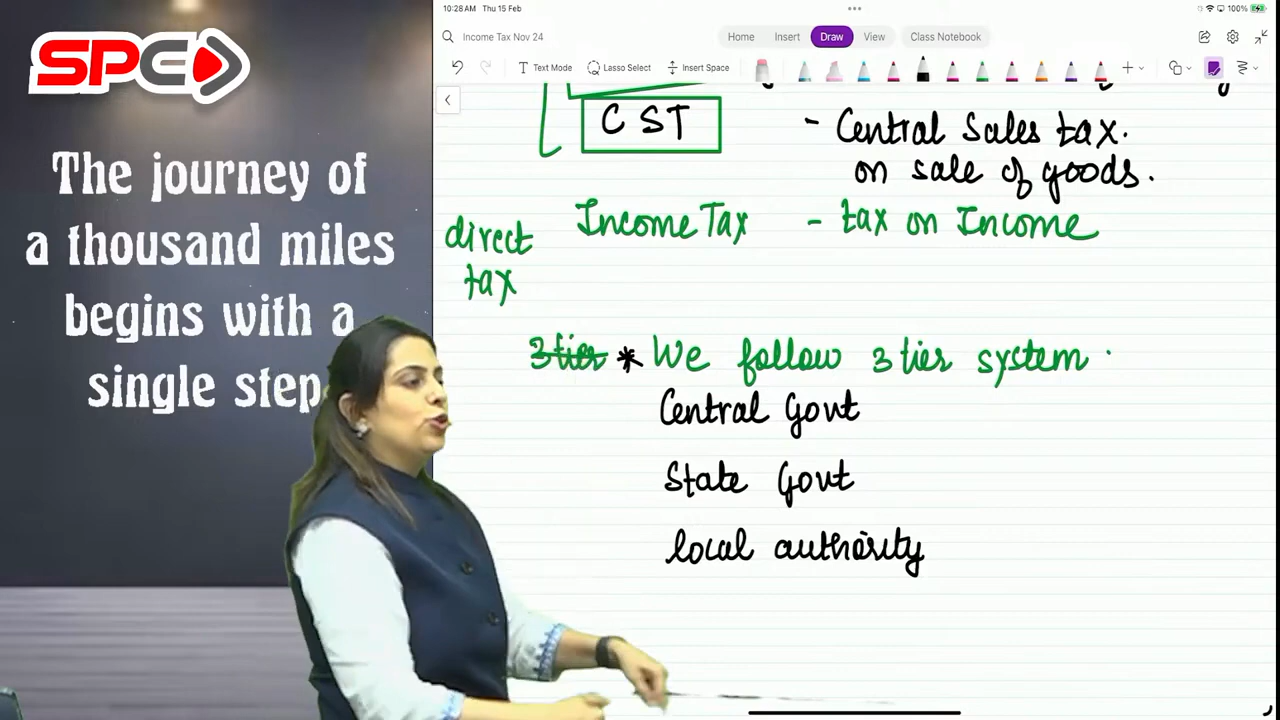 SPC
The journey of
a thousand miles
begins with a
single step
10:28 AM Thu 15 Feb
100%
Income Tax Nov 24
Home Insert Draw View Class Notebook
Text Mode Lasso Select Insert Space
CST - Central Sales tax.
on sale of goods.
direct tax
Income Tax - tax on Income
3 tier * We follow 3 tier system.
Central Govt
State Govt
local authority